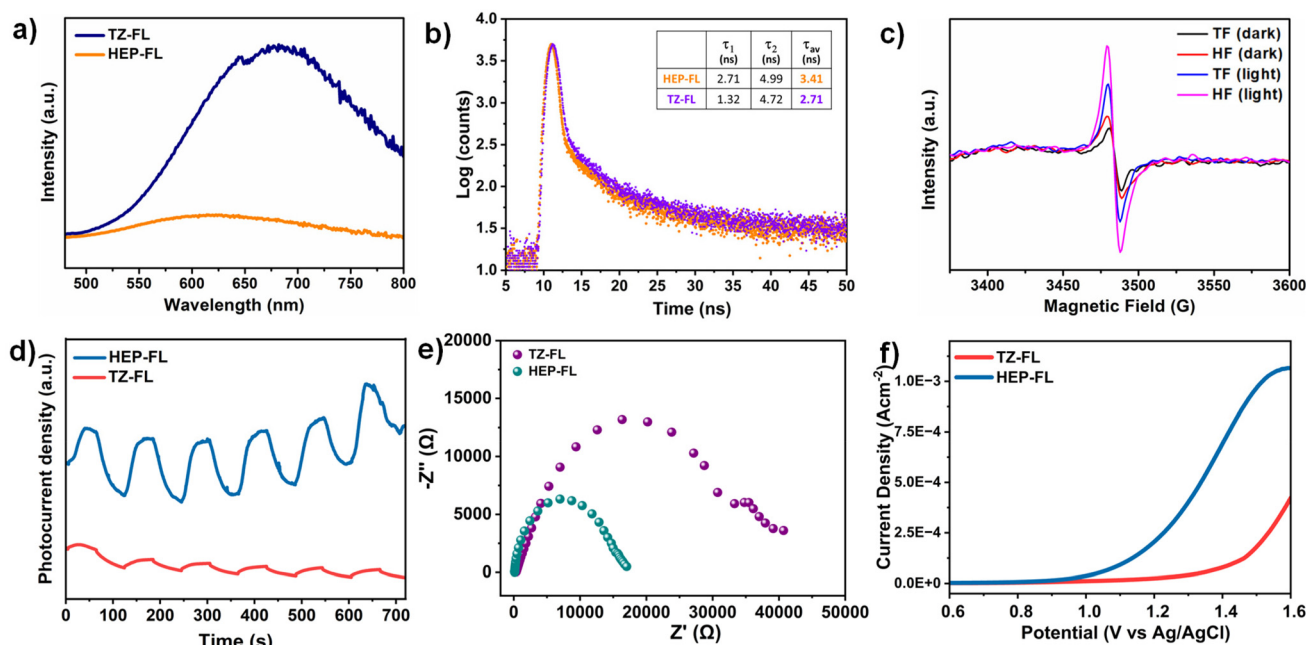 a)
TZ-FL
HEP-FL
Intensity (a.u.)
500 550 600 650 700 750 800
Wavelength (nm)
b)
Log (counts)
4.0
3.5
3.0
2.5
2.0
1.5
1.0
τ1 (ns) τ2 (ns) τav (ns)
HEP-FL 2.71 4.99 3.41
TZ-FL 1.32 4.72 2.71
5 10 15 20 25 30 35 40 45 50
Time (ns)
c)
TF (dark)
HF (dark)
TF (light)
HF (light)
Intensity (a.u.)
3400 3450 3500 3550 3600
Magnetic Field (G)
d)
HEP-FL
TZ-FL
Photocurrent density (a.u.)
0 100 200 300 400 500 600 700
Time (s)
e)
TZ-FL
HEP-FL
-Z'' (Ω)
20000
15000
10000
5000
0
0 10000 20000 30000 40000 50000
Z' (Ω)
f)
TZ-FL
HEP-FL
Current Density (Acm⁻²)
1.0E−3
7.5E−4
5.0E−4
2.5E−4
0.0E+0
0.6 0.8 1.0 1.2 1.4 1.6
Potential (V vs Ag/AgCl)